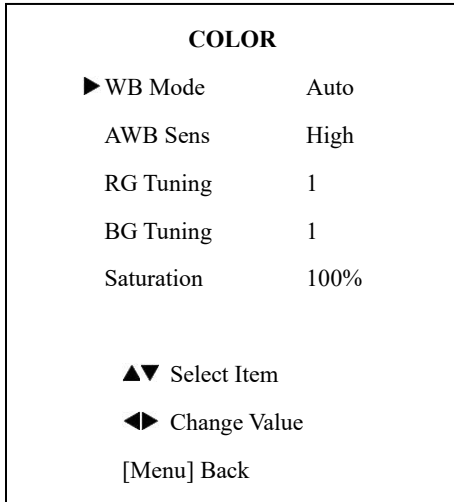 COLOR
▶ WB Mode Auto
AWB Sens High
RG Tuning 1
BG Tuning 1
Saturation 100%
▲▼ Select Item
◀▶ Change Value
[Menu] Back